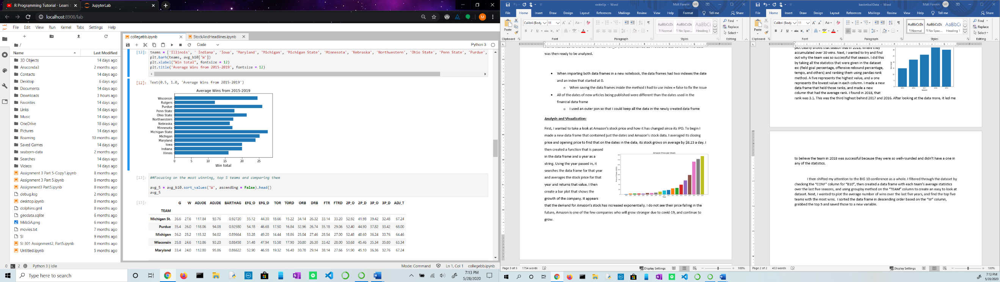 R Programming Tutorial - Learn
JupyterLab
localhost:8908/lab
File Edit View Run Kernel Tabs Settings Help
/
Name Last Modified
3D Objects 14 days ago
Anaconda3 2 months ago
Contacts 14 days ago
Desktop 6 days ago
Documents 14 days ago
Downloads 3 hours ago
Favorites 14 days ago
Links 14 days ago
Music 14 days ago
OneDrive 18 days ago
Pictures 14 days ago
Roaming 10 months ago
Saved Games 14 days ago
seaborn-data 2 months ago
Searches 14 days ago
Videos 14 days ago
Assignment 3 Part 5-Copy1.ipynb 8 months ago
Assignment 3 Part 5.ipynb 8 months ago
Assignment3 Part5.ipynb 8 months ago
debug.log 2 months ago
desktop.ipynb 8 months ago
dolphins.gml 8 months ago
geodata.sqlite 6 months ago
Mi&GA.png 6 months ago
movies.txt 7 months ago
SI 9 months ago
SI 301 Assignment2, Part5.ipynb 8 months ago
Untitled.ipynb 5 months ago
collegebb.ipynb
StockAndHeadlines.ipynb
Code
Python 3
[12]: teams = ['Illinois', ' Indiana', 'Iowa', 'Maryland', 'Michigan', 'Michigan State', 'Minnesota', 'Nebraska', 'Northwestern', 'Ohio State', 'Penn State', 'Purdue',
plt.barh(teams, avg_b10['W'])
plt.xlabel("Win total", fontsize = 12)
plt.title('Average Wins from 2015-2019', fontsize = 12)
[12]: Text(0.5, 1.0, 'Average Wins from 2015-2019')
Average Wins from 2015-2019
Wisconsin
Rutgers
Purdue
Penn State
Ohio State
Northwestern
Nebraska
Minnesota
Michigan State
Michigan
Maryland
Iowa
Indiana
Illinois
0 5 10 15 20 25
Win total
[13]: ##Focusing on the most winning, top 5 teams and comparing them
avg_5 = avg_b10.sort_values('W', ascending = False).head()
avg_5
[13]: G W ADJOE ADJDE BARTHAG EFG_O EFG_D TOR TORD ORB DRB FTR FTRD 2P_O 2P_D 3P_O 3P_D ADJ_T
TEAM
Michigan St. 36.6 27.6 117.84 93.76 0.92720 55.12 44.30 18.66 15.22 34.14 26.32 33.14 33.20 52.92 41.98 39.42 32.48 67.24
Purdue 35.4 26.0 118.06 94.08 0.92580 54.18 46.68 17.50 16.84 32.96 26.74 35.18 29.06 52.40 44.90 37.82 33.42 68.00
Michigan 36.2 25.2 115.32 94.02 0.89664 53.28 49.20 14.44 18.86 25.04 27.46 28.54 27.00 52.48 48.60 36.24 33.76 64.46
Wisconsin 35.8 24.6 113.86 93.20 0.88458 51.48 47.94 15.58 17.90 30.80 26.30 33.42 28.00 50.68 45.46 35.34 35.80 63.34
Maryland 33.4 24.0 112.80 95.86 0.86622 52.90 46.58 19.32 16.40 30.78 29.14 38.14 27.66 51.90 45.10 36.36 32.76 67.24
0 2 Python 3 | Idle
Mode: Command Ln 1, Col 1 collegebb.ipynb
Type here to search
7:13 PM
5/28/2020
writeUp - Word Matt Fannin MF
File Home Insert Draw Design Layout References Mailings Review View Help Format Tell me Share
Paste
Calibri (Body 11
AaBbCcDc AaBbCcDc AaBbCc
Normal No Spac... Heading 1
Find
Replace
Select
Clipboard Font Paragraph Styles Editing
was then ready to be analyzed.
When importing both data frames in a new notebook, the data frames had two indexes the date
and an index that started at 0.
When saving the data frames inside the method I had to use index = false to fix the issue
All of the dates of new articles being published were different than the dates used in the
financial data frame
I used an outer join so that I could keep all the data in the newly created data frame
Analysis and Visualization:
First, I wanted to take a look at Amazon's stock price and how it has changed since its IPO. To begin I
made a new data frame that contained just the dates and Amazon's stock data. I averaged its closing
price and opening price to find that on the dates in the data, its stock grows on average by $8.23 a day. I
then created a function that is passed
in the data frame and a year as a
string. Using the year passed in, it
searches the data frame for that year
and averages the stock price for that
year and returns that value. I then
create a bar plot that shows the
growth of the company. It appears
Amazon Price per Share
Year
that the demand for Amazon's stock has increased exponentially. I do not see their price falling in the
future, Amazon is one of the few companies who will grow stronger due to covid-19, and continue to
grow.
Page 3 of 5 1754 words Display Settings 100%
basketballData - Word Matt Fannin MF
File Home Insert Draw Design Layout References Mailings Review View Help Tell me Share
Paste
Calibri (Body 11
AaBbCcDc AaBbCcDc AaBbCc
Normal No Spac... Heading 1
Find
Replace
Select
Clipboard Font Paragraph Styles Editing
plot clearly shows that season was in 2018, where they
accumulated over 30 wins. Next, I wanted to try and find
out why the team was so successful that season. I did this
by taking all the statistics that were given in the dataset
ex: (field goal percentage, offensive rebound percentage,
tempo, and others) and ranking them using pandas rank
method. A five represents the highest value, and a one
represents the lowest value in each column. I made a new
data frame that held those ranks, and made a new
column that had the average rank. I found in 2018, that
rank was 3.1. This was the third highest behind 2017 and 2016. After looking at the data more, it led me
to believe the team in 2018 was successful because they were so well-rounded and didn't have a one in
any of the statistics.
I then shifted my attention to the BIG 10 conference as a whole. I filtered through the dataset by
checking the "CONF" column for "B10", then created a data frame with each team's average statistics
over the last five seasons, and using groupby method on the "TEAM" column to create an easy to look at
dataset. Next, I wanted to plot the average number of wins over the last five years, and find the top five
teams with the most wins. I sorted the data frame in descending order based on the "W" column,
grabbed the top 5 and saved those to a new variable.
Page 2 of 2 453 words Display Settings 100%
7:13 PM
5/28/2020